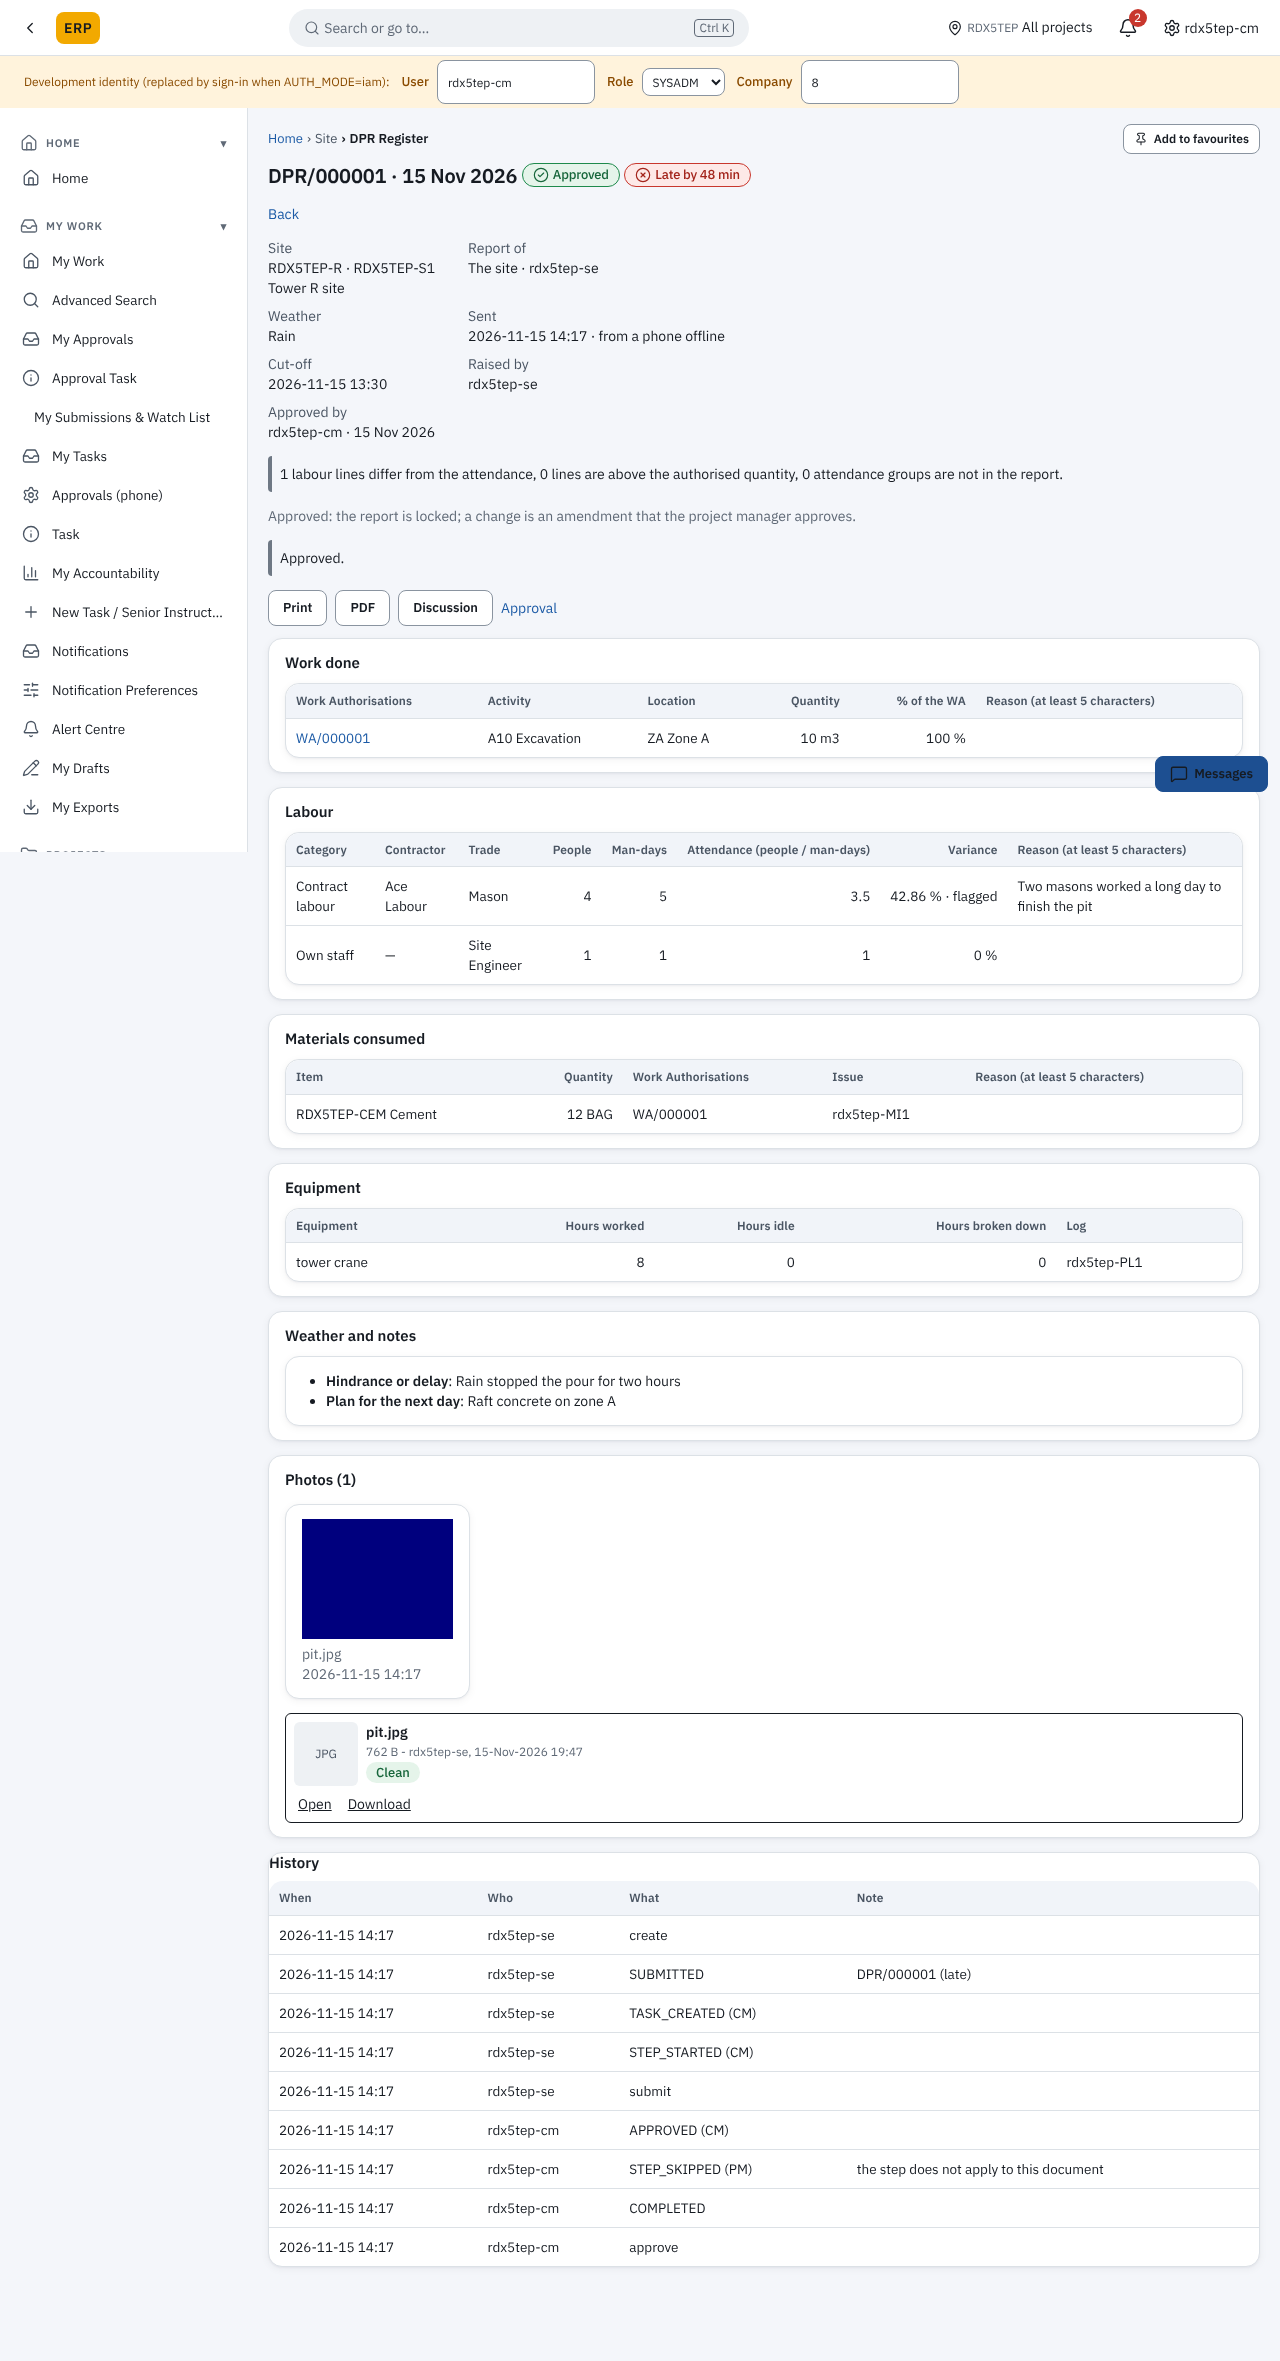 ERP
Search or go to...
Ctrl K
RDX5TEP All projects
2
rdx5tep-cm
Development identity (replaced by sign-in when AUTH_MODE=iam): User rdx5tep-cm Role SYSADM Company 8
HOME
Home
MY WORK
My Work
Advanced Search
My Approvals
Approval Task
My Submissions & Watch List
My Tasks
Approvals (phone)
Task
My Accountability
New Task / Senior Instruct...
Notifications
Notification Preferences
Alert Centre
My Drafts
My Exports
Home › Site › DPR Register
Add to favourites
DPR/000001 · 15 Nov 2026 Approved Late by 48 min
Back
Site Report of
RDX5TEP-R · RDX5TEP-S1 The site · rdx5tep-se
Tower R site
Weather Sent
Rain 2026-11-15 14:17 · from a phone offline
Cut-off Raised by
2026-11-15 13:30 rdx5tep-se
Approved by
rdx5tep-cm · 15 Nov 2026
1 labour lines differ from the attendance, 0 lines are above the authorised quantity, 0 attendance groups are not in the report.
Approved: the report is locked; a change is an amendment that the project manager approves.
Approved.
Print PDF Discussion Approval
Work done
Work Authorisations Activity Location Quantity % of the WA Reason (at least 5 characters)
WA/000001 A10 Excavation ZA Zone A 10 m3 100 %
Messages
Labour
Category Contractor Trade People Man-days Attendance (people / man-days) Variance Reason (at least 5 characters)
Contract labour Ace Labour Mason 4 5 3.5 42.86 % · flagged Two masons worked a long day to finish the pit
Own staff — Site Engineer 1 1 1 0 %
Materials consumed
Item Quantity Work Authorisations Issue Reason (at least 5 characters)
RDX5TEP-CEM Cement 12 BAG WA/000001 rdx5tep-MI1
Equipment
Equipment Hours worked Hours idle Hours broken down Log
tower crane 8 0 0 rdx5tep-PL1
Weather and notes
• Hindrance or delay: Rain stopped the pour for two hours
• Plan for the next day: Raft concrete on zone A
Photos (1)
pit.jpg
2026-11-15 14:17
JPG
pit.jpg
762 B - rdx5tep-se, 15-Nov-2026 19:47
Clean
Open Download
History
When Who What Note
2026-11-15 14:17 rdx5tep-se create
2026-11-15 14:17 rdx5tep-se SUBMITTED DPR/000001 (late)
2026-11-15 14:17 rdx5tep-se TASK_CREATED (CM)
2026-11-15 14:17 rdx5tep-se STEP_STARTED (CM)
2026-11-15 14:17 rdx5tep-se submit
2026-11-15 14:17 rdx5tep-cm APPROVED (CM)
2026-11-15 14:17 rdx5tep-cm STEP_SKIPPED (PM) the step does not apply to this document
2026-11-15 14:17 rdx5tep-cm COMPLETED
2026-11-15 14:17 rdx5tep-cm approve